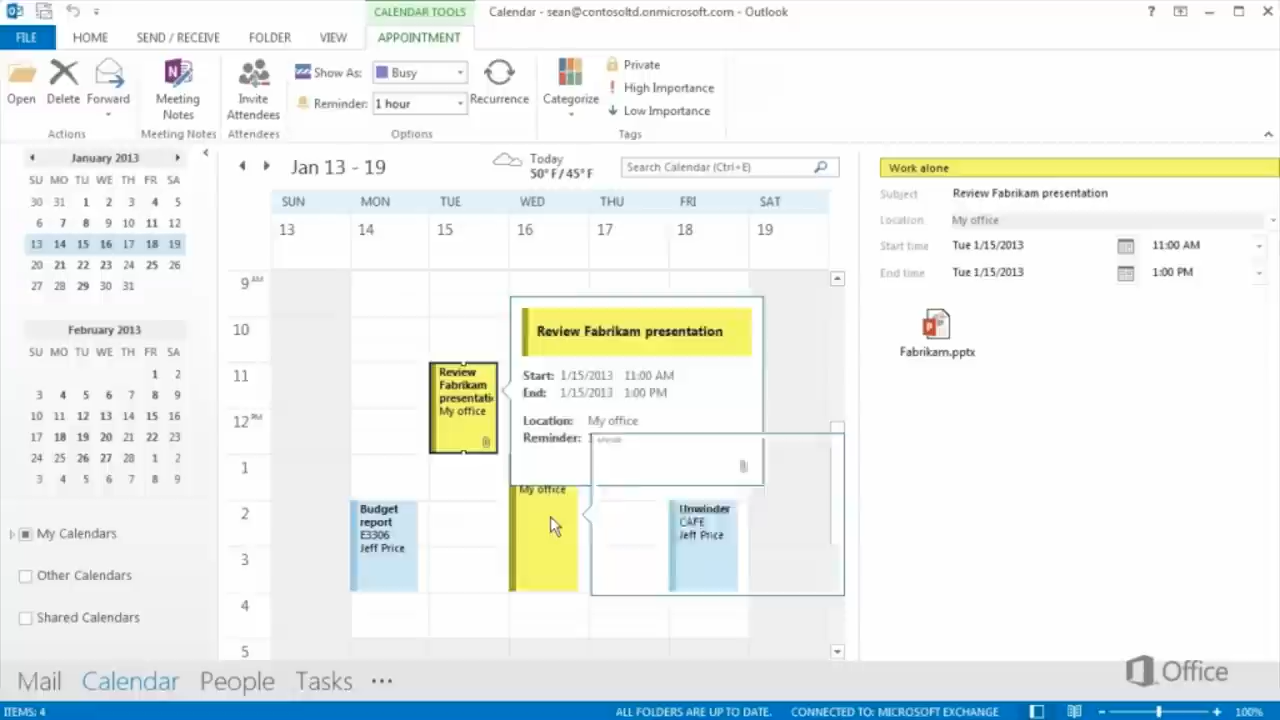 CALENDAR TOOLS
Calendar - sean@contosoltd.onmicrosoft.com - Outlook
?
FILE HOME SEND / RECEIVE FOLDER VIEW APPOINTMENT
Open Delete Forward
Actions
Meeting Notes
Meeting Notes
Invite Attendees
Attendees
Show As: Busy
Reminder: 1 hour
Recurrence
Options
Categorize
Private
High Importance
Low Importance
Tags
January 2013
SU MO TU WE TH FR SA
30 31 1 2 3 4 5
6 7 8 9 10 11 12
13 14 15 16 17 18 19
20 21 22 23 24 25 26
27 28 29 30 31
February 2013
SU MO TU WE TH FR SA
1 2
3 4 5 6 7 8 9
10 11 12 13 14 15 16
17 18 19 20 21 22 23
24 25 26 27 28 1 2
3 4 5 6 7 8 9
My Calendars
Other Calendars
Shared Calendars
Jan 13 - 19
Today
50°F/45°F
Search Calendar (Ctrl+E)
SUN MON TUE WED THU FRI SAT
13 14 15 16 17 18 19
9 AM
10
11
12 PM
1
2
3
4
5
Review
Fabrikam
presentati
My office
Review Fabrikam presentation
Start: 1/15/2013 11:00 AM
End: 1/15/2013 1:00 PM
Location: My office
Reminder:
My office
Budget
report
E3306
Jeff Price
Unwinder
CAFE
Jeff Price
Work alone
Subject Review Fabrikam presentation
Location My office
Start time Tue 1/15/2013 11:00 AM
End time Tue 1/15/2013 1:00 PM
Fabrikam.pptx
Mail Calendar People Tasks •••
Office
ITEMS: 4
ALL FOLDERS ARE UP TO DATE.
CONNECTED TO: MICROSOFT EXCHANGE
100%